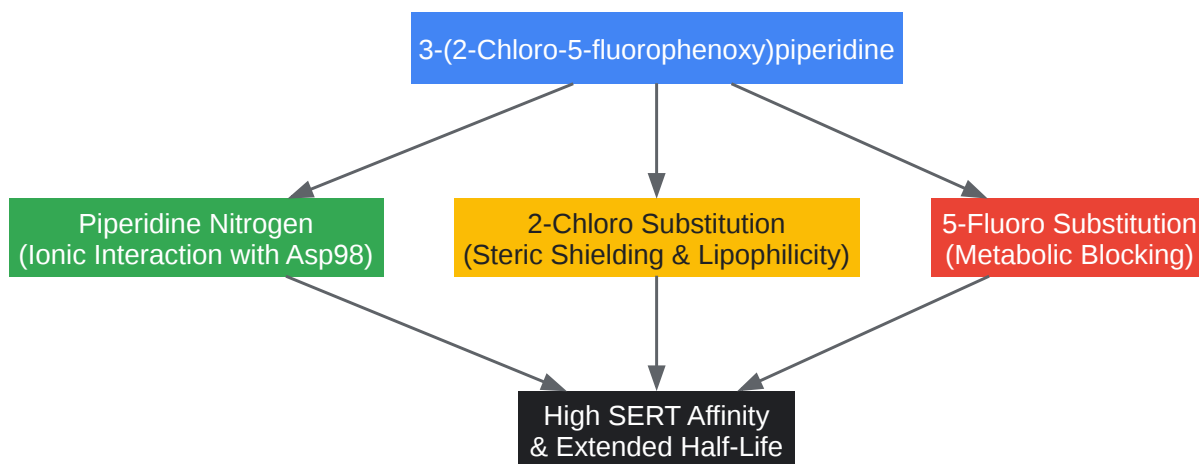 3-(2-Chloro-5-fluorophenoxy)piperidine
Piperidine Nitrogen
(Ionic Interaction with Asp98)
2-Chloro Substitution
(Steric Shielding & Lipophilicity)
5-Fluoro Substitution
(Metabolic Blocking)
High SERT Affinity
& Extended Half-Life